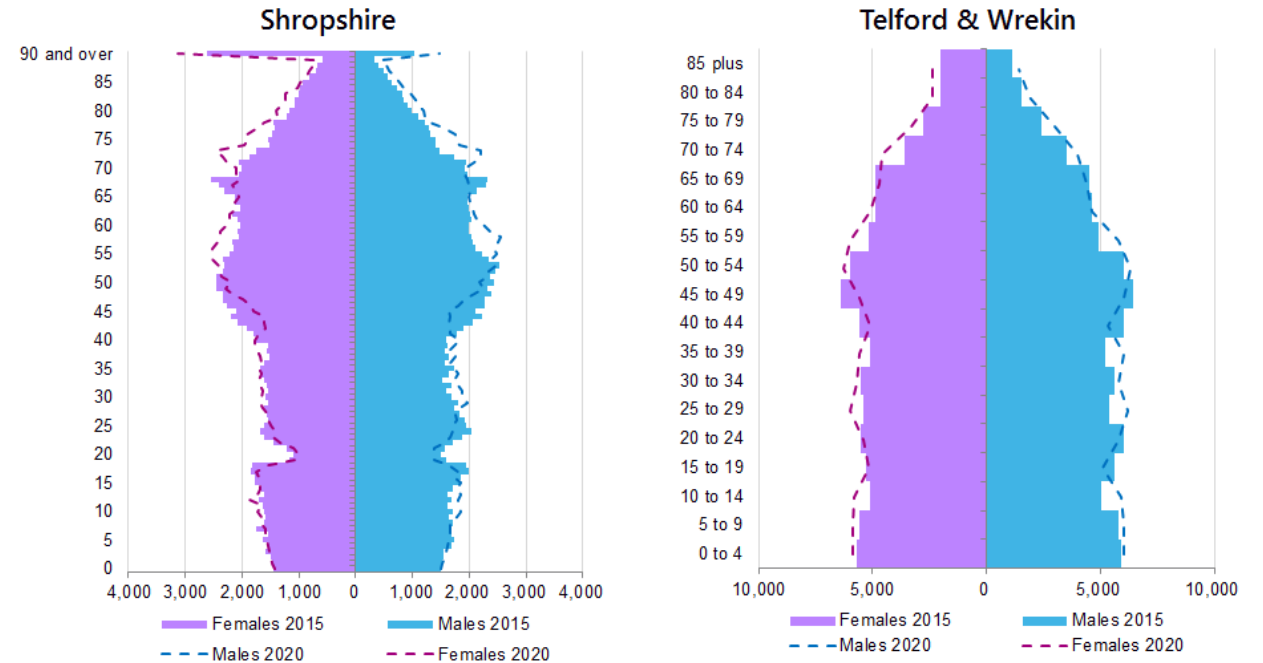 Shropshire
90 and over
85
80
75
70
65
60
55
50
45
40
35
30
25
20
15
10
5
0
4,000 3,000 2,000 1,000 0 1,000 2,000 3,000 4,000
Females 2015 Males 2015
Males 2020 Females 2020
Telford & Wrekin
85 plus
80 to 84
75 to 79
70 to 74
65 to 69
60 to 64
55 to 59
50 to 54
45 to 49
40 to 44
35 to 39
30 to 34
25 to 29
20 to 24
15 to 19
10 to 14
5 to 9
0 to 4
10,000 5,000 0 5,000 10,000
Females 2015 Males 2015
Males 2020 Females 2020